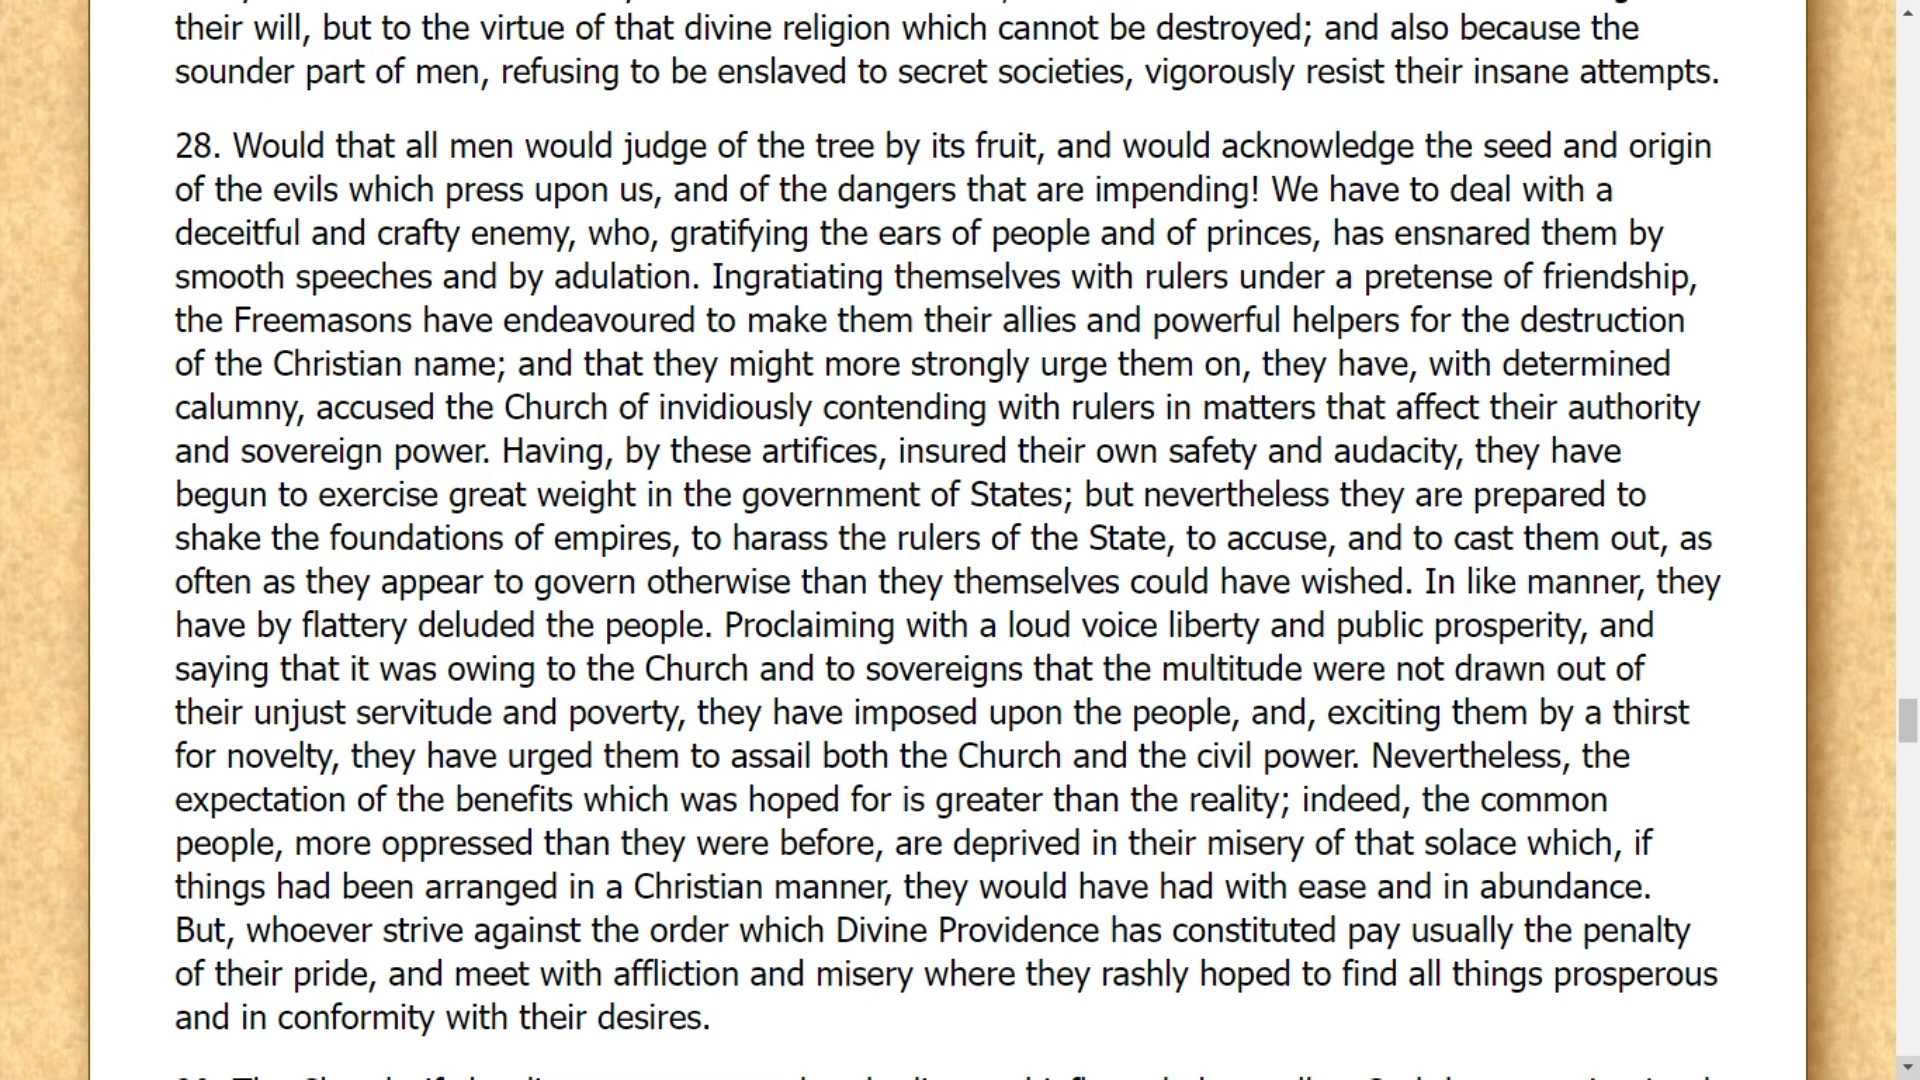 their will, but to the virtue of that divine religion which cannot be destroyed; and also because the
sounder part of men, refusing to be enslaved to secret societies, vigorously resist their insane attempts.
28. Would that all men would judge of the tree by its fruit, and would acknowledge the seed and origin
of the evils which press upon us, and of the dangers that are impending! We have to deal with a
deceitful and crafty enemy, who, gratifying the ears of people and of princes, has ensnared them by
smooth speeches and by adulation. Ingratiating themselves with rulers under a pretense of friendship,
the Freemasons have endeavoured to make them their allies and powerful helpers for the destruction
of the Christian name; and that they might more strongly urge them on, they have, with determined
calumny, accused the Church of invidiously contending with rulers in matters that affect their authority
and sovereign power. Having, by these artifices, insured their own safety and audacity, they have
begun to exercise great weight in the government of States; but nevertheless they are prepared to
shake the foundations of empires, to harass the rulers of the State, to accuse, and to cast them out, as
often as they appear to govern otherwise than they themselves could have wished. In like manner, they
have by flattery deluded the people. Proclaiming with a loud voice liberty and public prosperity, and
saying that it was owing to the Church and to sovereigns that the multitude were not drawn out of
their unjust servitude and poverty, they have imposed upon the people, and, exciting them by a thirst
for novelty, they have urged them to assail both the Church and the civil power. Nevertheless, the
expectation of the benefits which was hoped for is greater than the reality; indeed, the common
people, more oppressed than they were before, are deprived in their misery of that solace which, if
things had been arranged in a Christian manner, they would have had with ease and in abundance.
But, whoever strive against the order which Divine Providence has constituted pay usually the penalty
of their pride, and meet with affliction and misery where they rashly hoped to find all things prosperous
and in conformity with their desires.